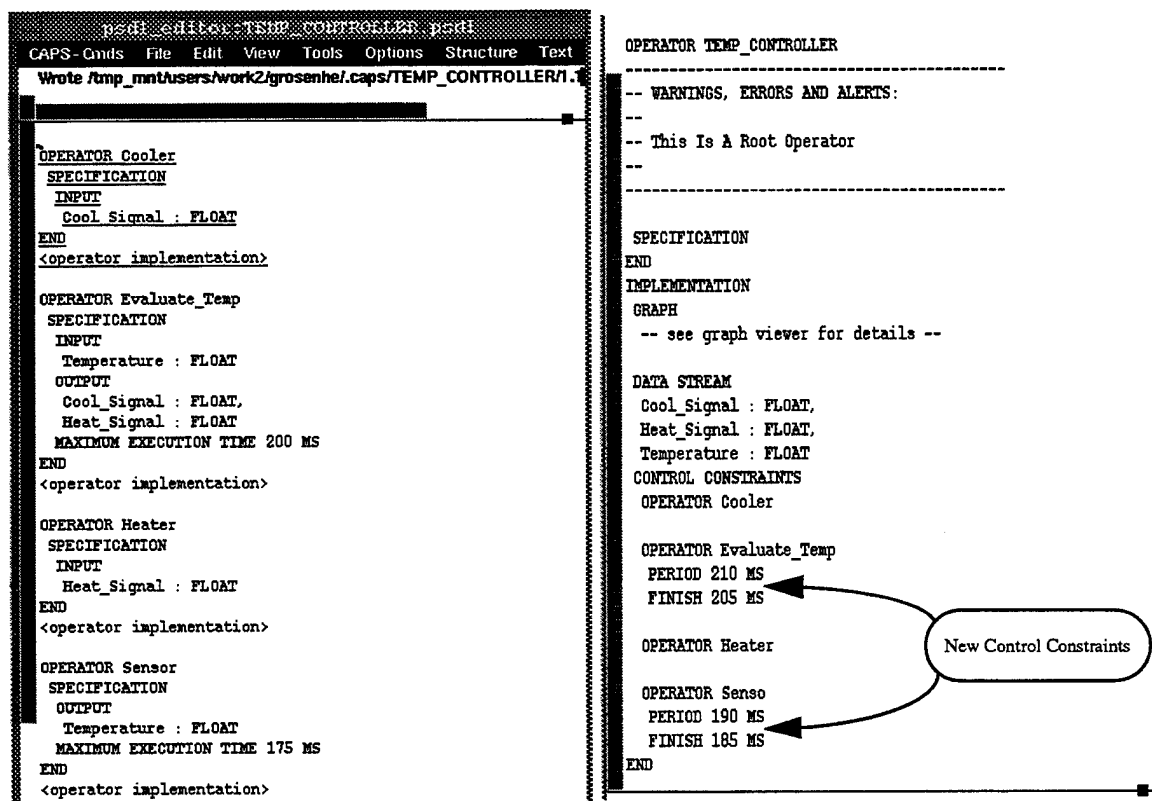 psdl_editor:TEMP_CONTROLLER psdl
CAPS-Cmds File Edit View Tools Options Structure Text
Wrote /tmp_mnt/users/work2/grosenhe/.caps/TEMP_CONTROLLER/1.1
OPERATOR Cooler
SPECIFICATION
INPUT
Cool_Signal : FLOAT
END
<operator implementation>
OPERATOR Evaluate_Temp
SPECIFICATION
INPUT
Temperature : FLOAT
OUTPUT
Cool_Signal : FLOAT,
Heat_Signal : FLOAT
MAXIMUM EXECUTION TIME 200 MS
END
<operator implementation>
OPERATOR Heater
SPECIFICATION
INPUT
Heat_Signal : FLOAT
END
<operator implementation>
OPERATOR Sensor
SPECIFICATION
OUTPUT
Temperature : FLOAT
MAXIMUM EXECUTION TIME 175 MS
END
<operator implementation>
OPERATOR TEMP_CONTROLLER
--------------------------------------------------
-- WARNINGS, ERRORS AND ALERTS:
--
-- This Is A Root Operator
--
--------------------------------------------------
SPECIFICATION
END
IMPLEMENTATION
GRAPH
-- see graph viewer for details --
DATA STREAM
Cool_Signal : FLOAT,
Heat_Signal : FLOAT,
Temperature : FLOAT
CONTROL CONSTRAINTS
OPERATOR Cooler
OPERATOR Evaluate_Temp
PERIOD 210 MS
FINISH 205 MS
OPERATOR Heater
OPERATOR Senso
PERIOD 190 MS
FINISH 185 MS
END
New Control Constraints